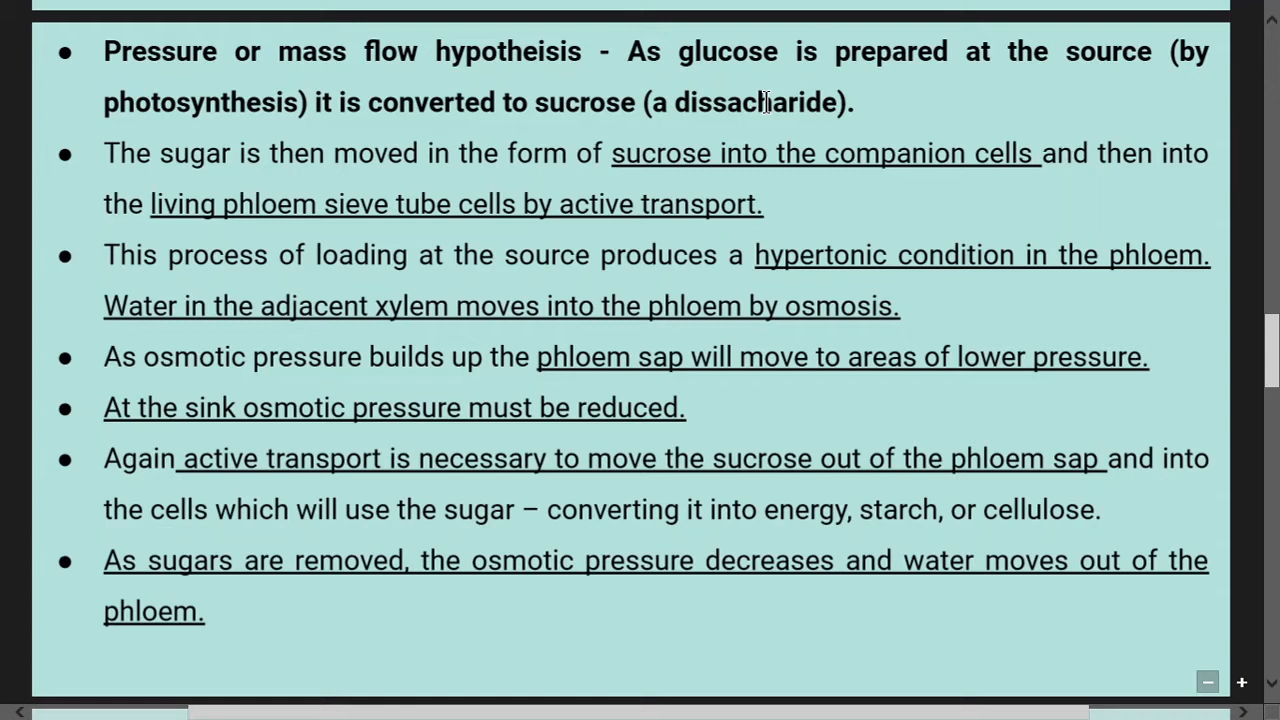 ● Pressure or mass flow hypotheisis - As glucose is prepared at the source (by
photosynthesis) it is converted to sucrose (a dissacharide).
● The sugar is then moved in the form of sucrose into the companion cells and then into
the living phloem sieve tube cells by active transport.
● This process of loading at the source produces a hypertonic condition in the phloem.
Water in the adjacent xylem moves into the phloem by osmosis.
● As osmotic pressure builds up the phloem sap will move to areas of lower pressure.
● At the sink osmotic pressure must be reduced.
● Again active transport is necessary to move the sucrose out of the phloem sap and into
the cells which will use the sugar – converting it into energy, starch, or cellulose.
● As sugars are removed, the osmotic pressure decreases and water moves out of the
phloem.